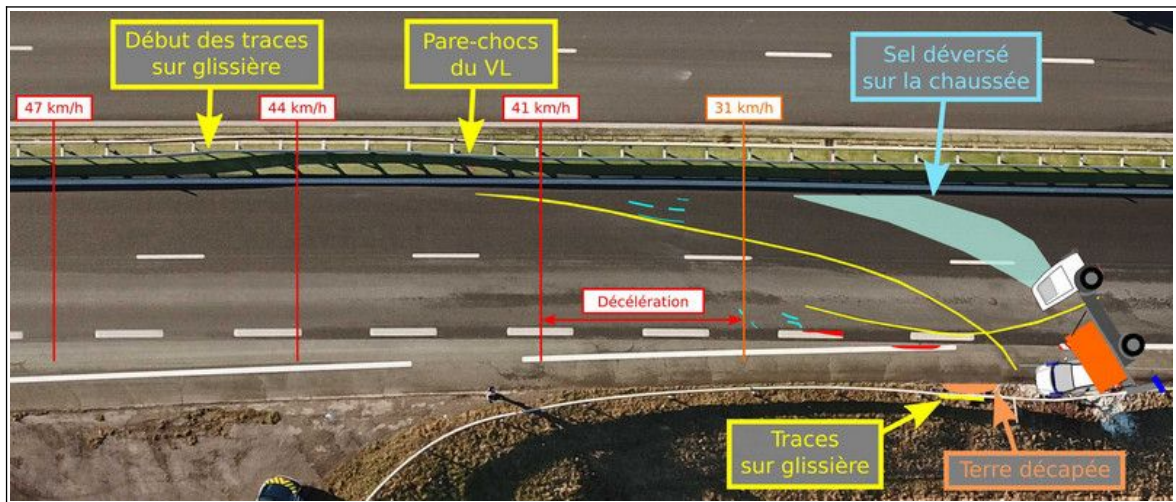 Début des traces
sur glissière
Pare-chocs
du VL
Sel déversé
sur la chaussée
47 km/h
44 km/h
41 km/h
31 km/h
Décélération
Traces
sur glissière
Terre décapée